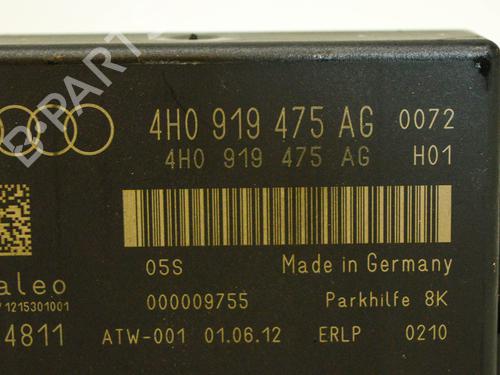 B-PARTS
4H0 919 475 AG 0072
4H0 919 475 AG H01
05S Made in Germany
aleo
1215301001
000009755 Parkhilfe 8K
4811 ATW-001 01.06.12 ERLP 0210